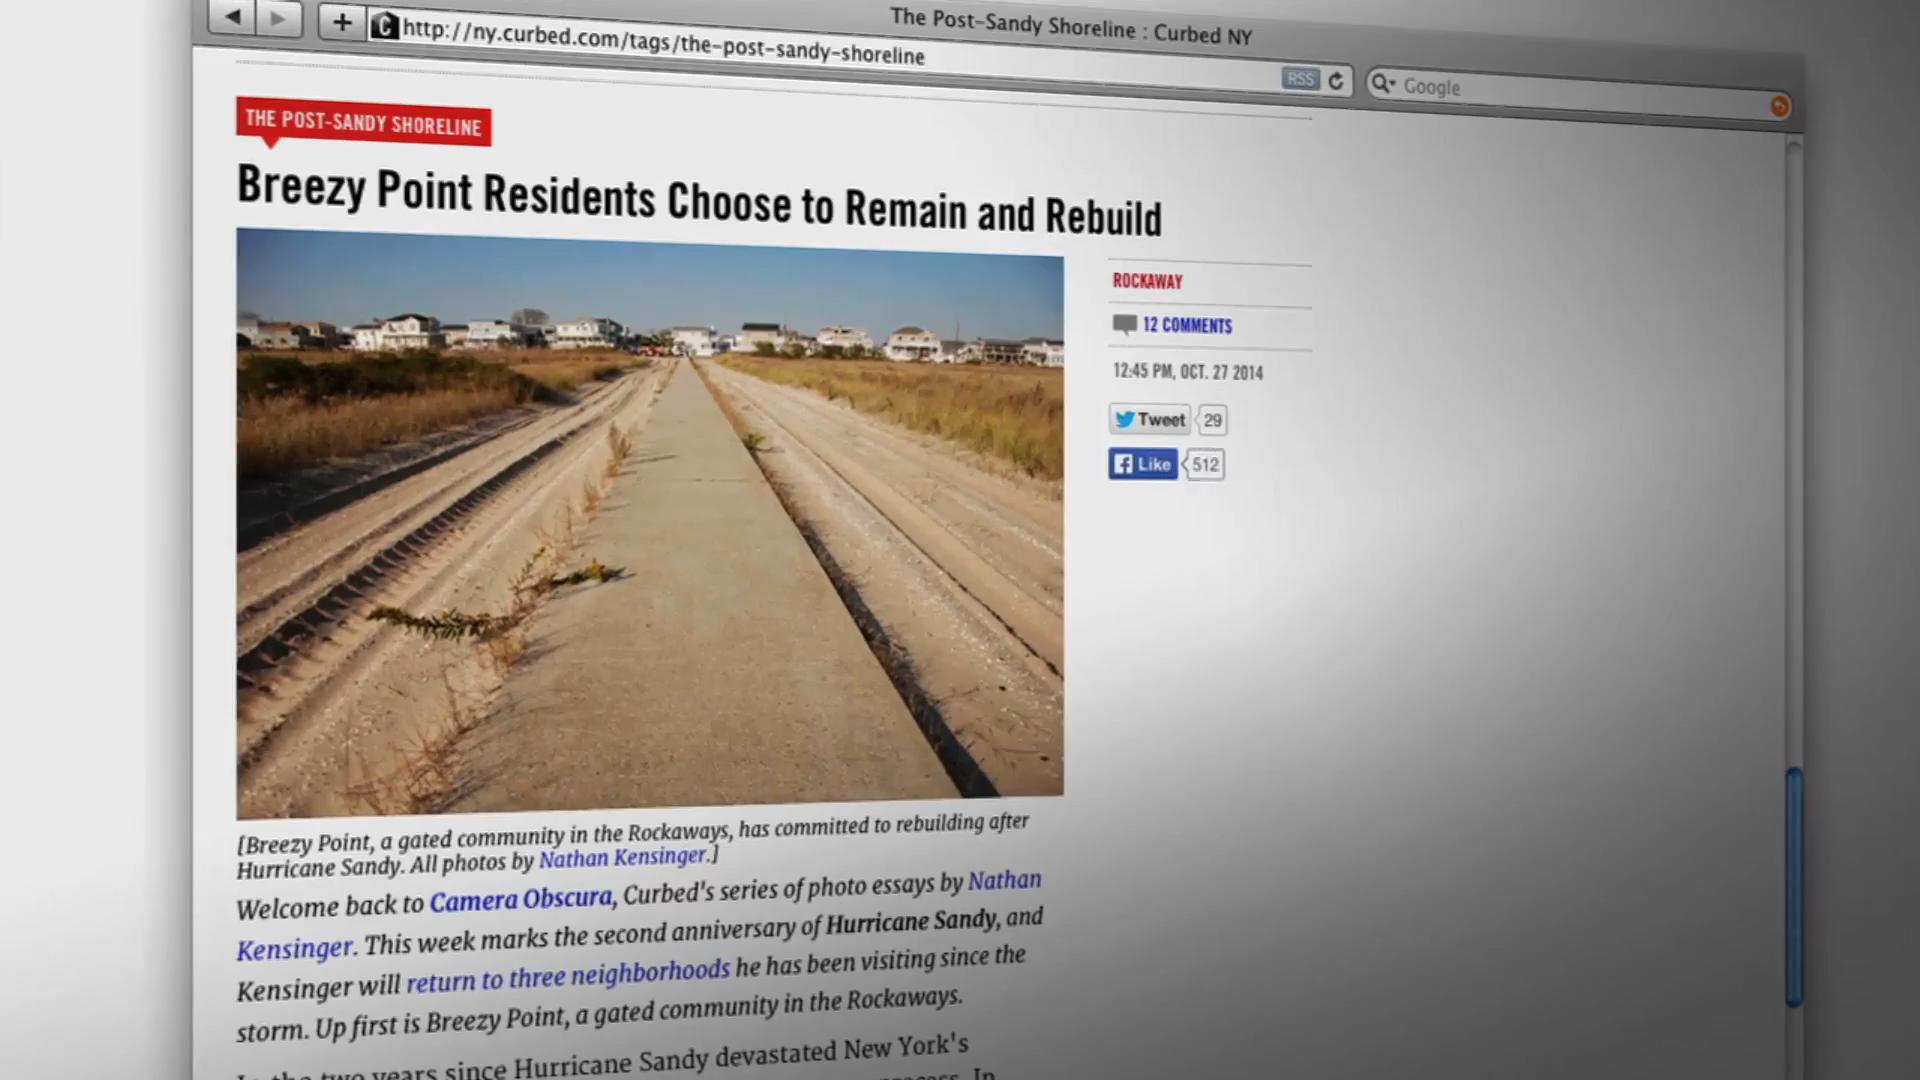 The Post-Sandy Shoreline : Curbed NY
http://ny.curbed.com/tags/the-post-sandy-shoreline
RSS
Google
THE POST-SANDY SHORELINE
Breezy Point Residents Choose to Remain and Rebuild
ROCKAWAY
12 COMMENTS
12:45 PM, OCT. 27 2014
Tweet 29
Like 512
[Breezy Point, a gated community in the Rockaways, has committed to rebuilding after
Hurricane Sandy. All photos by Nathan Kensinger.]
Welcome back to Camera Obscura, Curbed's series of photo essays by Nathan
Kensinger. This week marks the second anniversary of Hurricane Sandy, and
Kensinger will return to three neighborhoods he has been visiting since the
storm. Up first is Breezy Point, a gated community in the Rockaways.
the two years since Hurricane Sandy devastated New York's
In